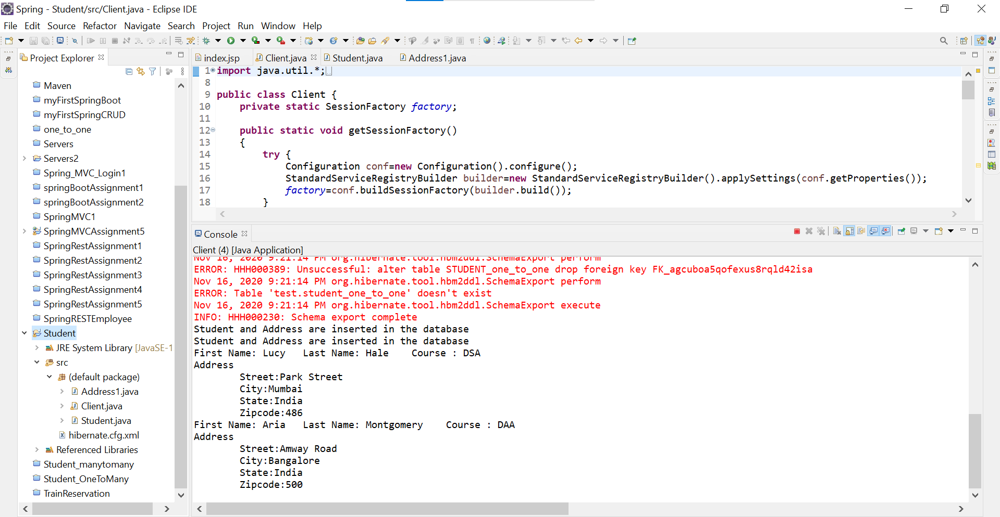 Spring - Student/src/Client.java - Eclipse IDE
File Edit Source Refactor Navigate Search Project Run Window Help
Project Explorer
Maven
myFirstSpringBoot
myFirstSpringCRUD
one_to_one
Servers
Servers2
Spring_MVC_Login1
springBootAssignment1
springBootAssignment2
SpringMVC1
SpringMVCAssignment5
SpringRestAssignment1
SpringRestAssignment2
SpringRestAssignment3
SpringRestAssignment4
SpringRestAssignment5
SpringRESTEmployee
Student
JRE System Library [JavaSE-1
src
(default package)
Address1.java
Client.java
Student.java
hibernate.cfg.xml
Referenced Libraries
Student_manytomany
Student_OneToMany
TrainReservation
index.jsp Client.java Student.java Address1.java
1 import java.util.*;
8
9 public class Client {
10 private static SessionFactory factory;
11
12 public static void getSessionFactory()
13 {
14 try {
15 Configuration conf=new Configuration().configure();
16 StandardServiceRegistryBuilder builder=new StandardServiceRegistryBuilder().applySettings(conf.getProperties());
17 factory=conf.buildSessionFactory(builder.build());
18 }
Console
Client (4) [Java Application]
Nov 16, 2020 9:21:14 PM org.hibernate.tool.hbm2ddl.SchemaExport perform
ERROR: HHH000389: Unsuccessful: alter table STUDENT_one_to_one drop foreign key FK_agcuboa5qofexus8rqld42isa
Nov 16, 2020 9:21:14 PM org.hibernate.tool.hbm2ddl.SchemaExport perform
ERROR: Table 'test.student_one_to_one' doesn't exist
Nov 16, 2020 9:21:14 PM org.hibernate.tool.hbm2ddl.SchemaExport execute
INFO: HHH000230: Schema export complete
Student and Address are inserted in the database
Student and Address are inserted in the database
First Name: Lucy Last Name: Hale Course : DSA
Address
Street:Park Street
City:Mumbai
State:India
Zipcode:486
First Name: Aria Last Name: Montgomery Course : DAA
Address
Street:Amway Road
City:Bangalore
State:India
Zipcode:500